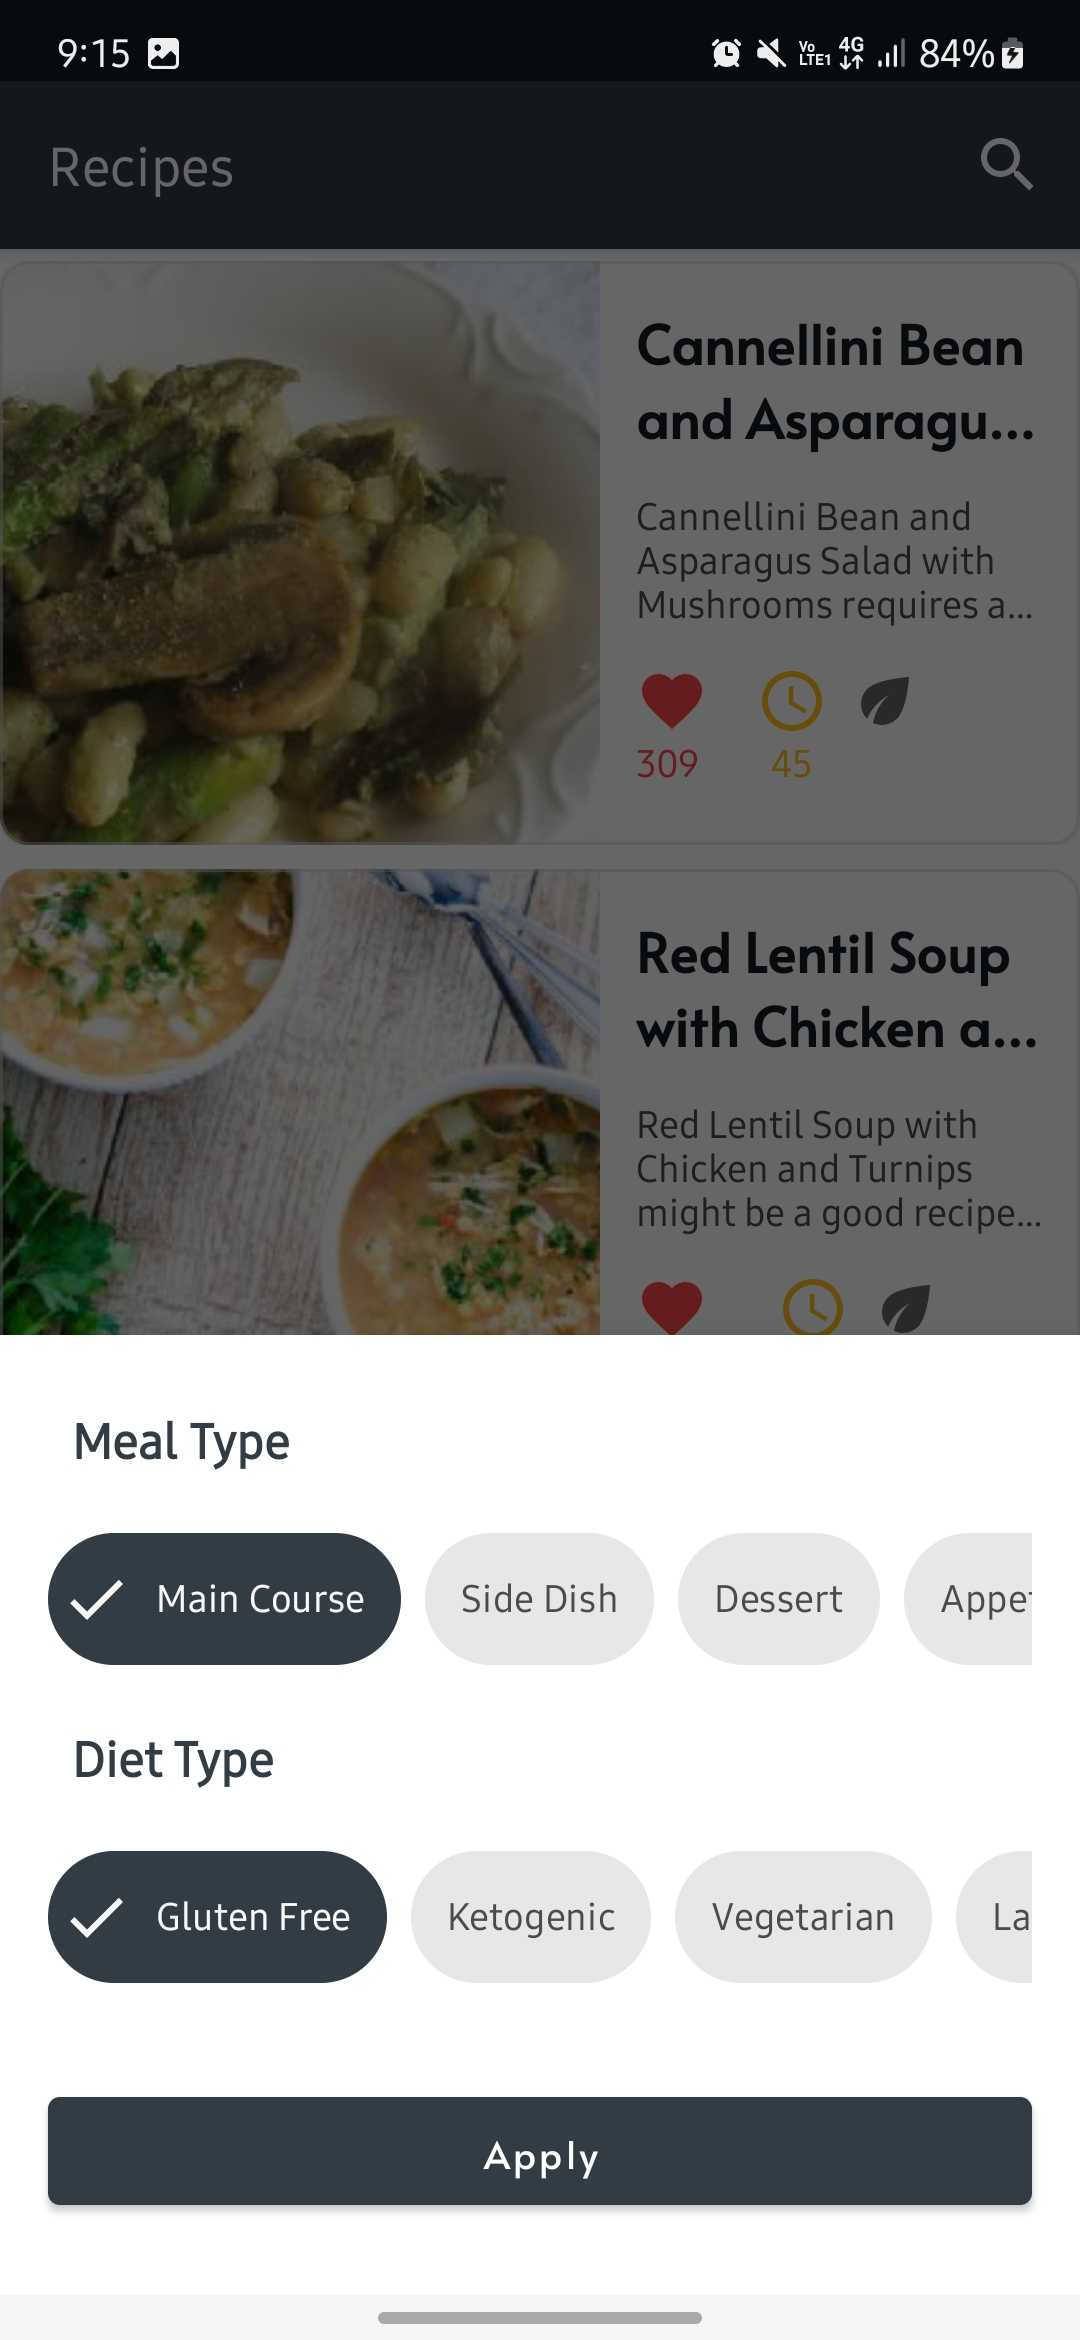 9:15
Vo LTE1 4G 84%
Recipes
Cannellini Bean
and Asparagu...
Cannellini Bean and
Asparagus Salad with
Mushrooms requires a...
309 45
Red Lentil Soup
with Chicken a...
Red Lentil Soup with
Chicken and Turnips
might be a good recipe...
Meal Type
Main Course Side Dish Dessert Appe
Diet Type
Gluten Free Ketogenic Vegetarian La
Apply